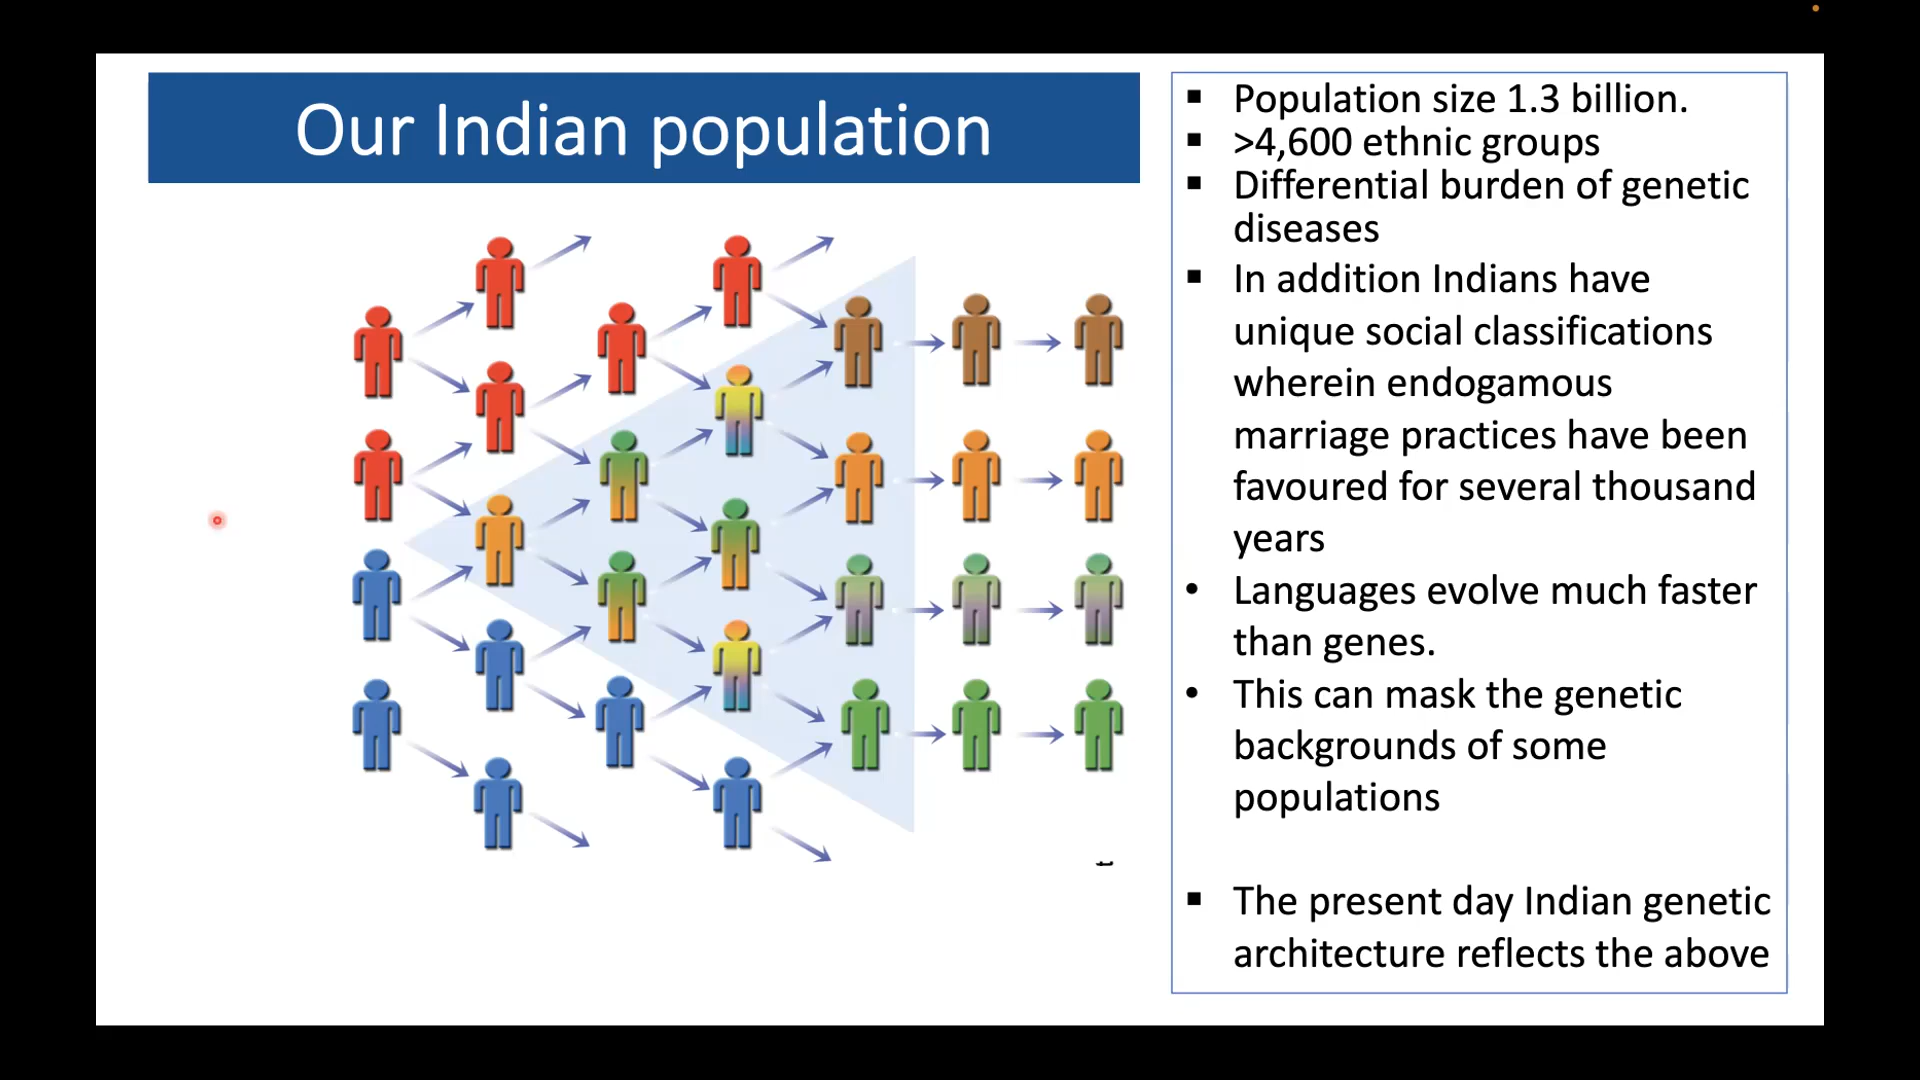 Our Indian population
▪ Population size 1.3 billion.
▪ >4,600 ethnic groups
▪ Differential burden of genetic
diseases
▪ In addition Indians have
unique social classifications
wherein endogamous
marriage practices have been
favoured for several thousand
years
• Languages evolve much faster
than genes.
• This can mask the genetic
backgrounds of some
populations
▪ The present day Indian genetic
architecture reflects the above